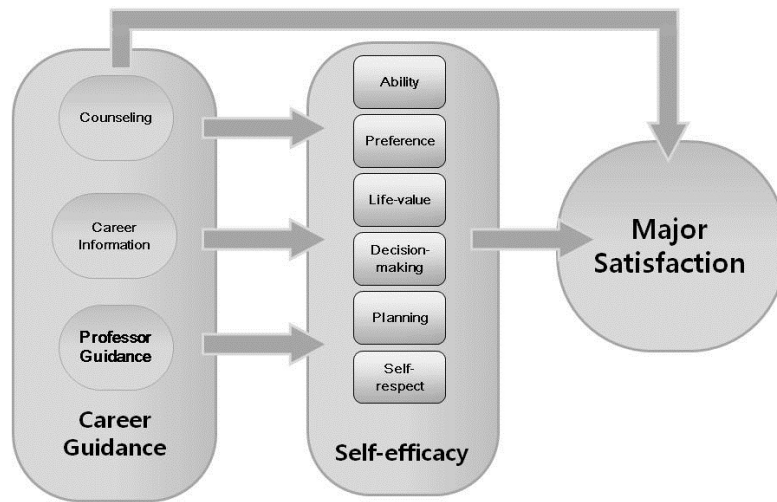 Counseling
Career
Information
Professor
Guidance
Career
Guidance
Ability
Preference
Life-value
Decision-
making
Planning
Self-
respect
Self-efficacy
Major
Satisfaction